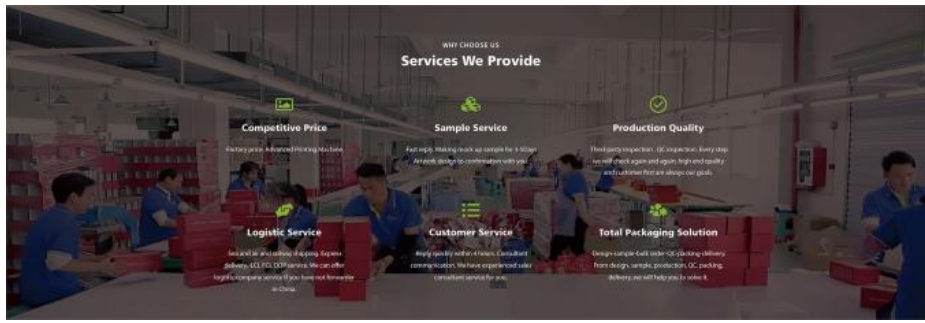 WHY CHOOSE US
Services We Provide
Competitive Price
Sample Service
Production Quality
Factory price. Advanced Printing Machine.
Fast reply. Making mock up sample for 3-5Days
Artwork design to confirmation with you
Third party inspection, QC inspection. Every step
we will check again and again, high end quality
and customer first are always our goals.
Logistic Service
Customer Service
Total Packaging Solution
Sea and air and railway shipping. Express
delivery. LCL FCL DDP service. We can offer
logistic company service if you have not forwarder
in China.
Reply quickly within 4 hours. Consultant
communication. We have experienced sales
consultant service for you.
Design-sample-bulk order-QC-packing-delivery.
From design, sample, production, QC, packing,
delivery, we will help you to solve it.